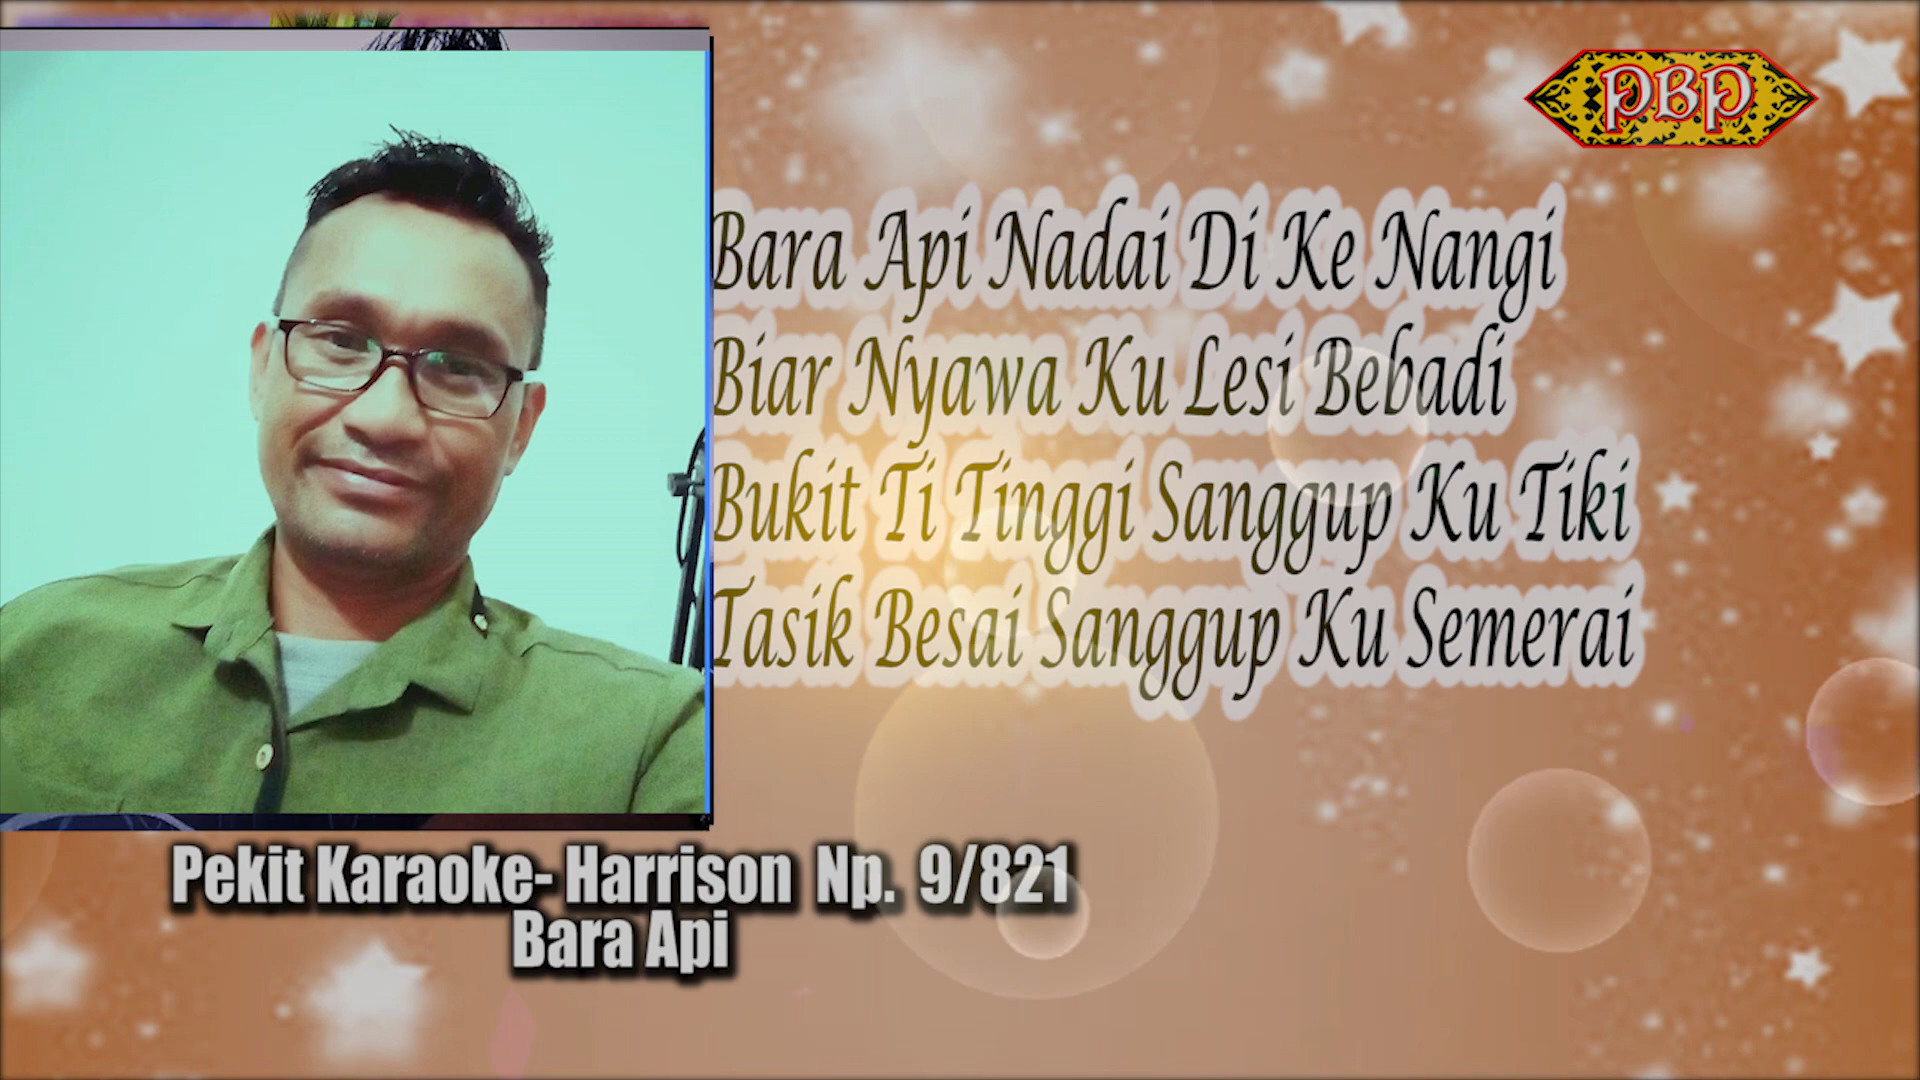 PBP
Bara Api Nadai Di Ke Nangi
Biar Nyawa Ku Lesi Bebadi
Bukit Ti Tinggi Sanggup Ku Tiki
Tasik Besai Sanggup Ku Semerai
Pekit Karaoke- Harrison Np. 9/821
Bara Api